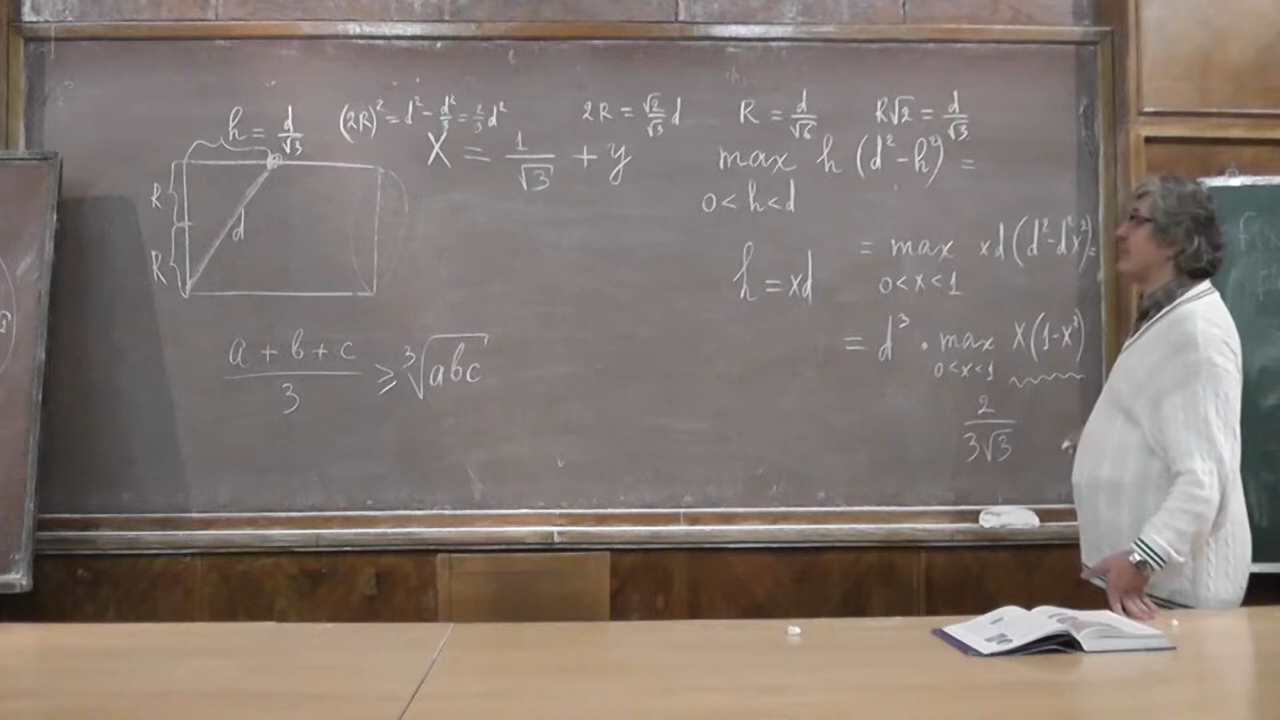 h = d/√3
(2R)² = d² - d²/3 = 2/3 d²
2R = √2/√3 d
R = d/√6
R√2 = d/√3
X = 1/√3 + y
max h (d² - h²) =
0 < h < d
R
d
R
= max xd (d² - d²x²) =
0 < x < 1
h = xd
= d³ · max X(1 - x²)
0 < x < 1
(a + b + c)/3 ≥ ³√abc
2/(3√3)